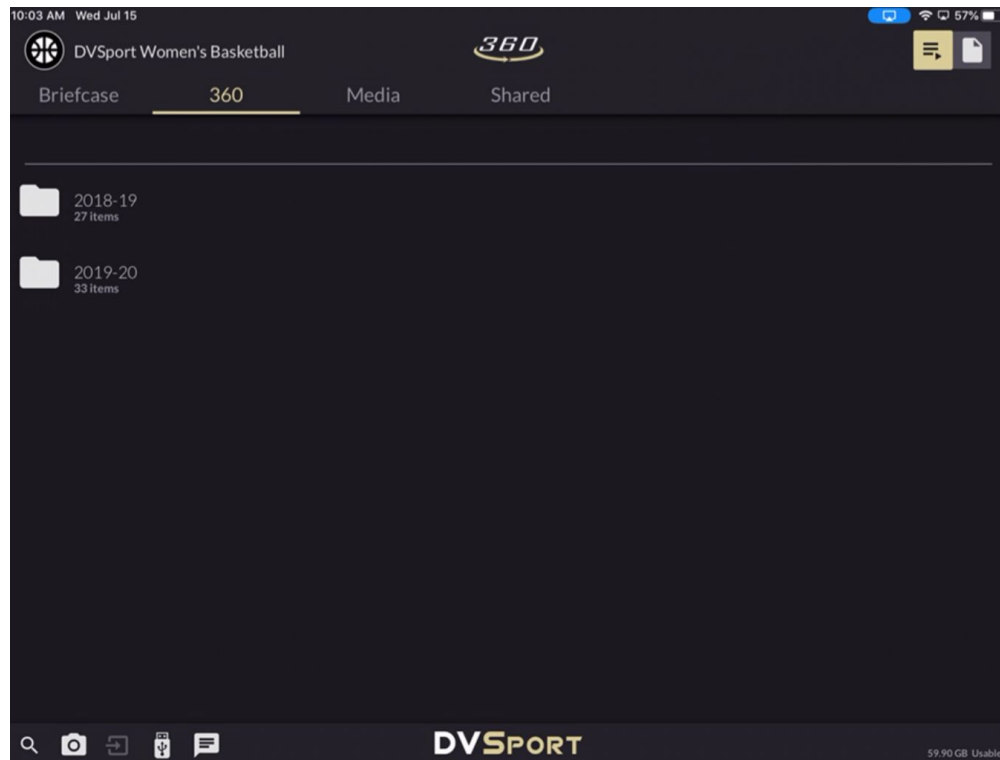 10:03 AM Wed Jul 15
57%
DVSport Women's Basketball
360
Briefcase 360 Media Shared
2018-19
27 items
2019-20
33 items
DVSPORT
59.90 GB Usable